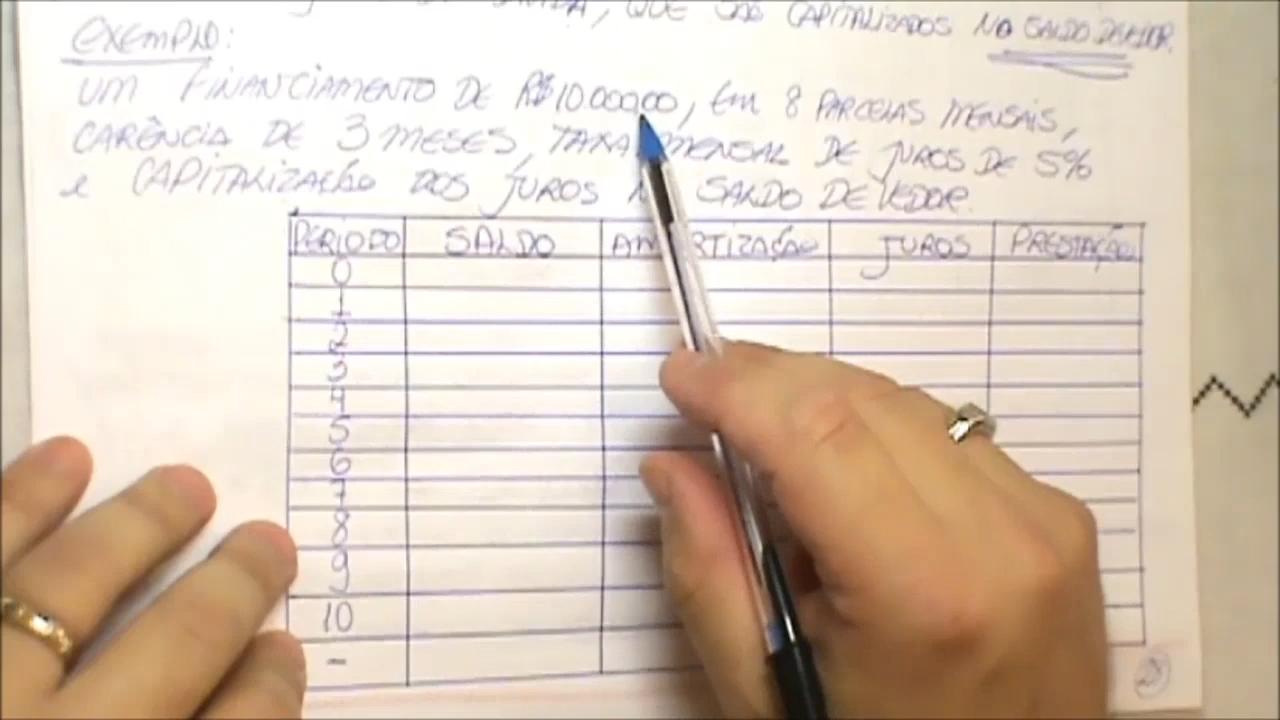 SAÍDA, QUE SÃO CAPITALIZADOS NO SALDO DEVEDOR.
EXEMPLO:
UM FINANCIAMENTO DE R$10.000,00, EM 8 PARCELAS MENSAIS,
CARÊNCIA DE 3 MESES, TAXA MENSAL DE JUROS DE 5%
E CAPITALIZAÇÃO DOS JUROS SALDO DEVEDOR.
PERÍODO SALDO AMORTIZAÇÃO JUROS PRESTAÇÃO
0
1
2
3
4
5
6
7
8
9
10
-